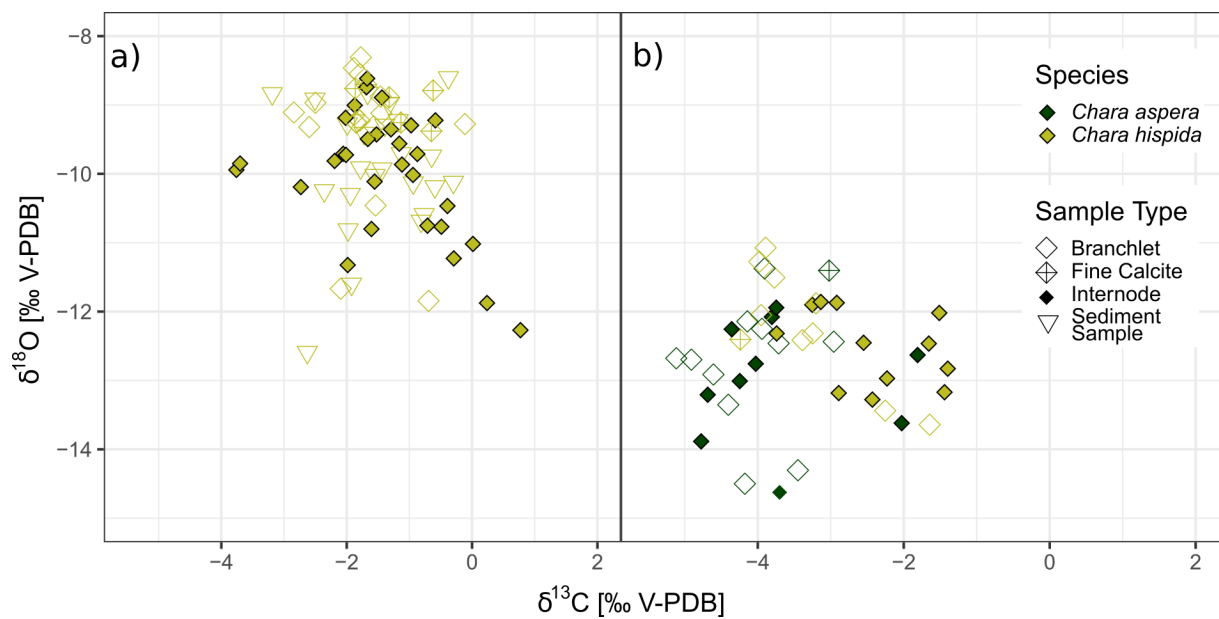 a)
b)
−8
−10
−12
−14
δ¹⁸O [‰ V-PDB]
−4
−2
0
2
−4
−2
0
2
δ¹³C [‰ V-PDB]
Species
Chara aspera
Chara hispida
Sample Type
Branchlet
Fine Calcite
Internode
Sediment
Sample